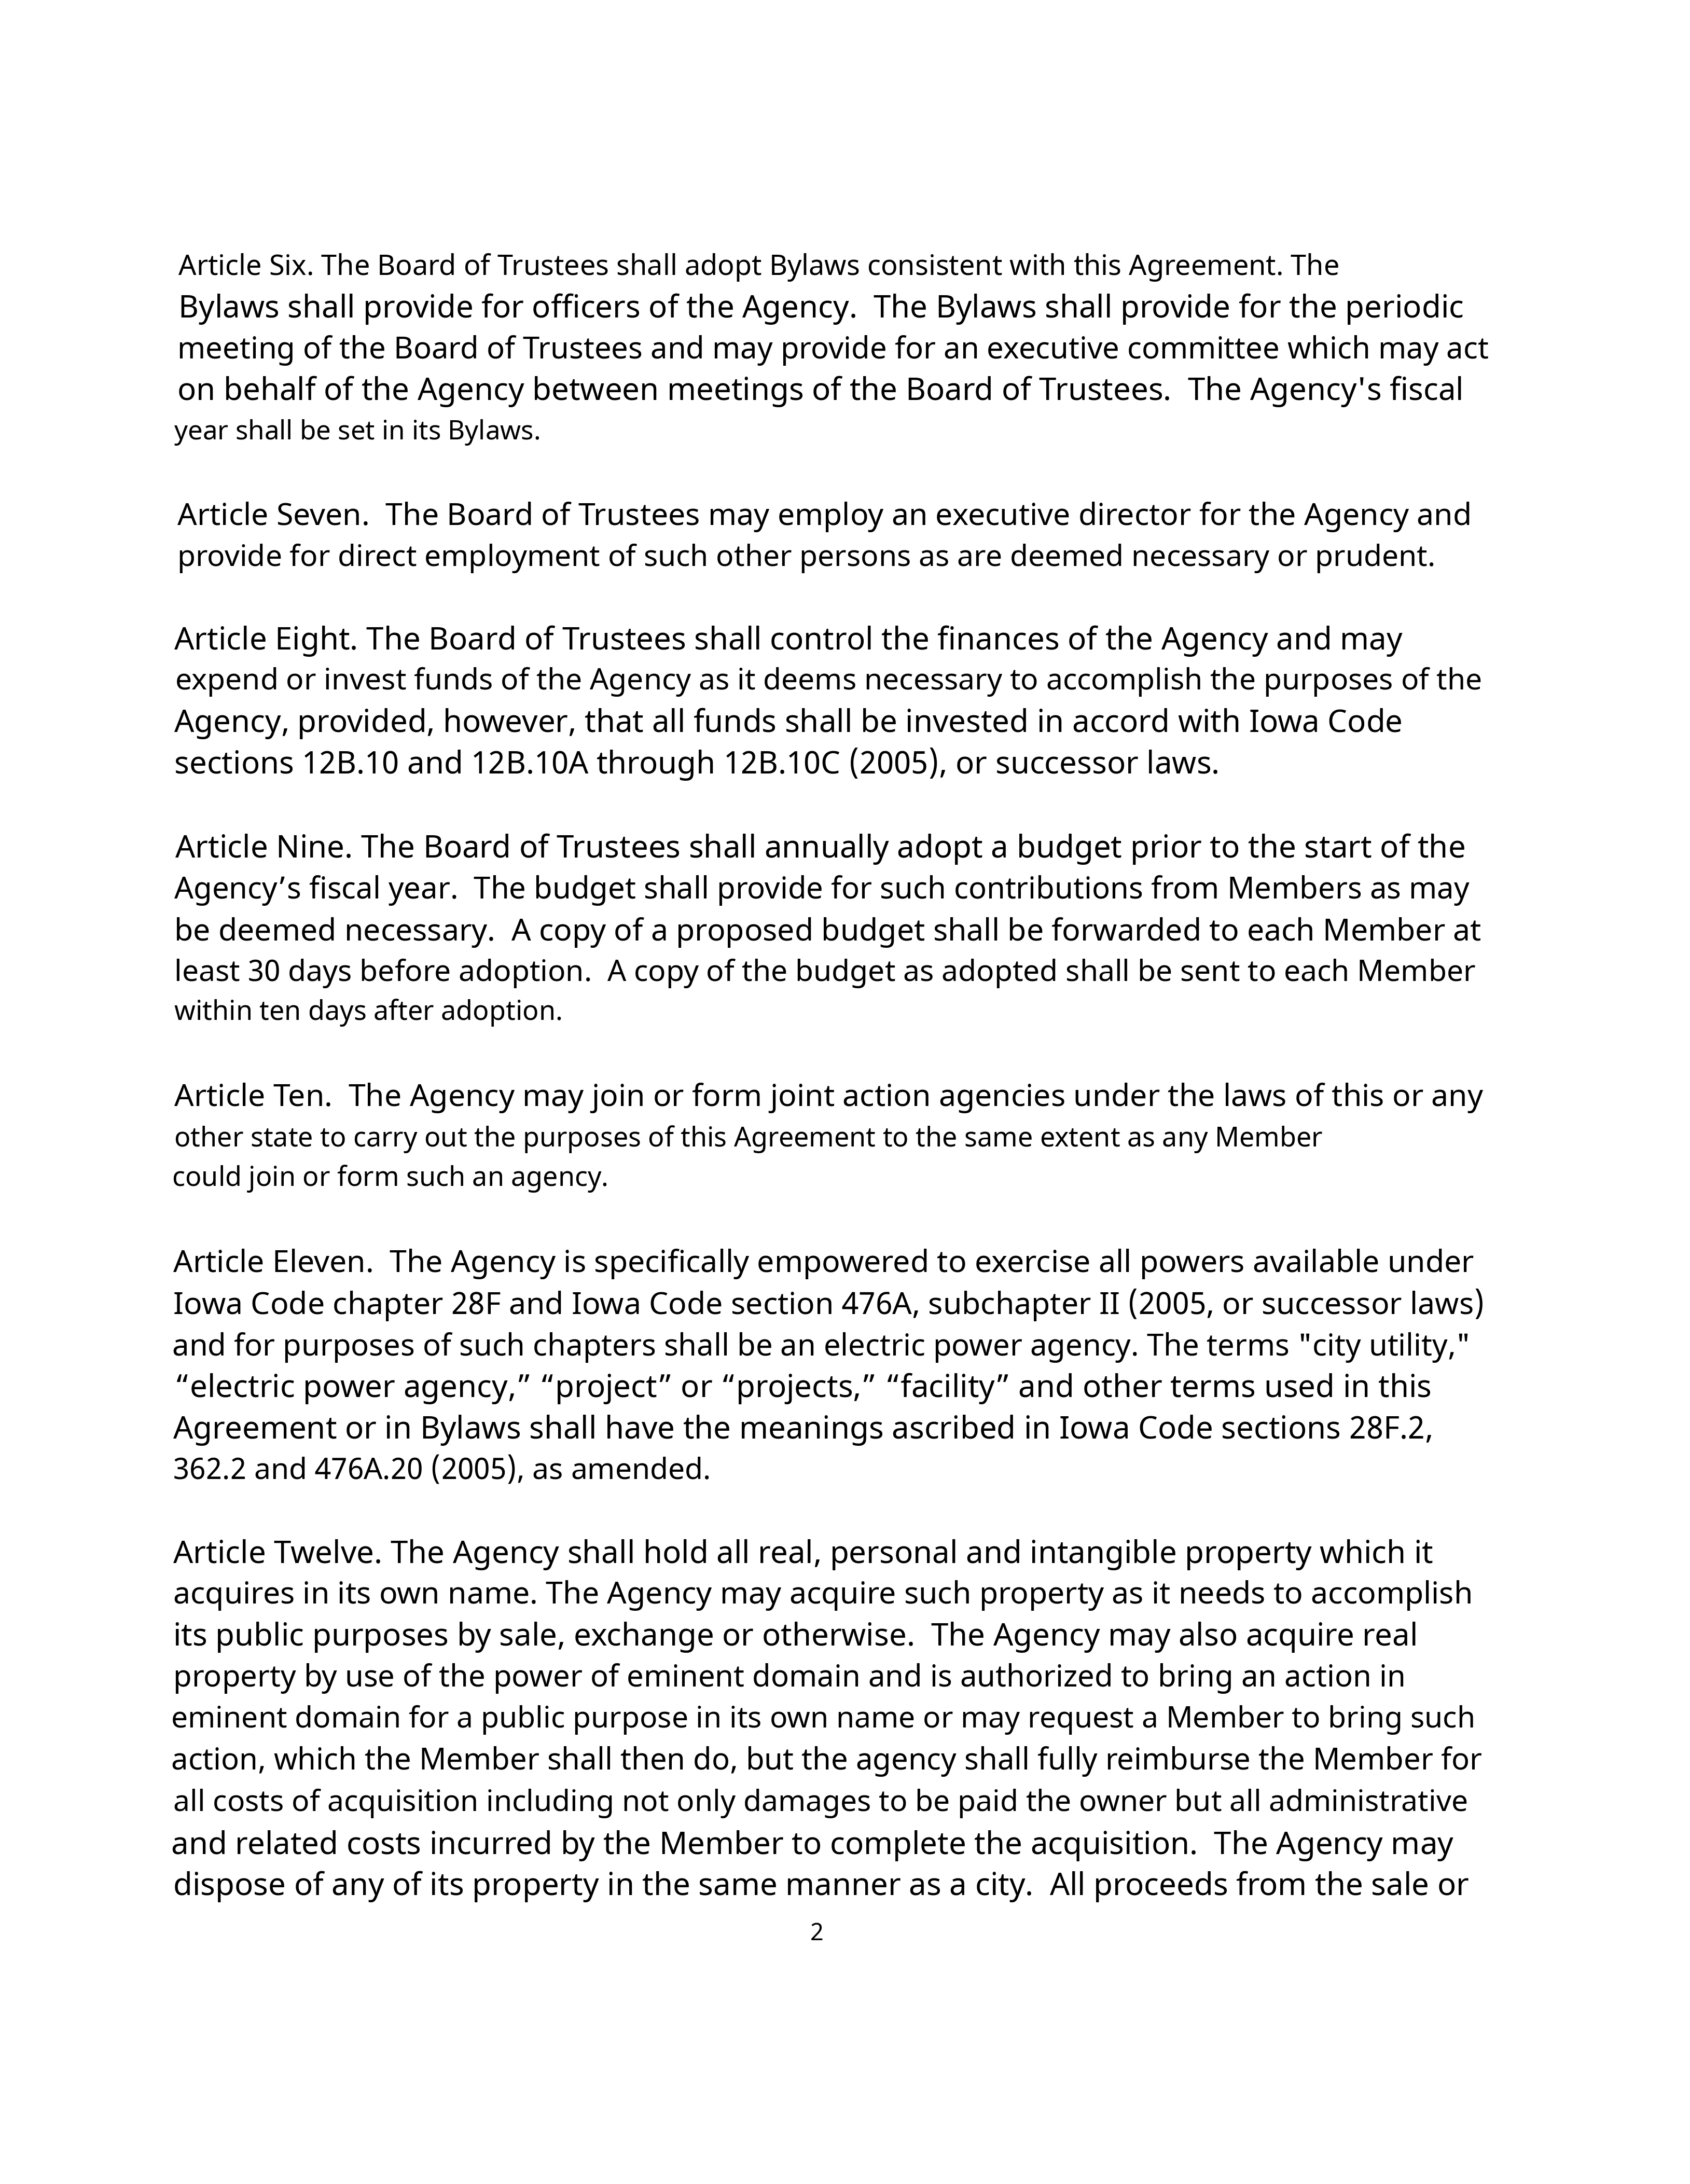 Article Six. The Board of Trustees shall adopt Bylaws consistent with this Agreement. The
Bylaws shall provide for officers of the Agency.  The Bylaws shall provide for the periodic
meeting of the Board of Trustees and may provide for an executive committee which may act
on behalf of the Agency between meetings of the Board of Trustees.  The Agency's fiscal
year shall be set in its Bylaws.

Article Seven.  The Board of Trustees may employ an executive director for the Agency and
provide for direct employment of such other persons as are deemed necessary or prudent.

Article Eight. The Board of Trustees shall control the finances of the Agency and may
expend or invest funds of the Agency as it deems necessary to accomplish the purposes of the
Agency, provided, however, that all funds shall be invested in accord with Iowa Code
sections 12B.10 and 12B.10A through 12B.10C (2005), or successor laws.

Article Nine. The Board of Trustees shall annually adopt a budget prior to the start of the
Agency’s fiscal year.  The budget shall provide for such contributions from Members as may
be deemed necessary.  A copy of a proposed budget shall be forwarded to each Member at
least 30 days before adoption.  A copy of the budget as adopted shall be sent to each Member
within ten days after adoption.

Article Ten.  The Agency may join or form joint action agencies under the laws of this or any
other state to carry out the purposes of this Agreement to the same extent as any Member
could join or form such an agency.

Article Eleven.  The Agency is specifically empowered to exercise all powers available under
Iowa Code chapter 28F and Iowa Code section 476A, subchapter II (2005, or successor laws)
and for purposes of such chapters shall be an electric power agency. The terms "city utility,"
“electric power agency,” “project” or “projects,” “facility” and other terms used in this
Agreement or in Bylaws shall have the meanings ascribed in Iowa Code sections 28F.2,
362.2 and 476A.20 (2005), as amended.

Article Twelve. The Agency shall hold all real, personal and intangible property which it
acquires in its own name. The Agency may acquire such property as it needs to accomplish
its public purposes by sale, exchange or otherwise.  The Agency may also acquire real
property by use of the power of eminent domain and is authorized to bring an action in
eminent domain for a public purpose in its own name or may request a Member to bring such
action, which the Member shall then do, but the agency shall fully reimburse the Member for
all costs of acquisition including not only damages to be paid the owner but all administrative
and related costs incurred by the Member to complete the acquisition.  The Agency may
dispose of any of its property in the same manner as a city.  All proceeds from the sale or
2